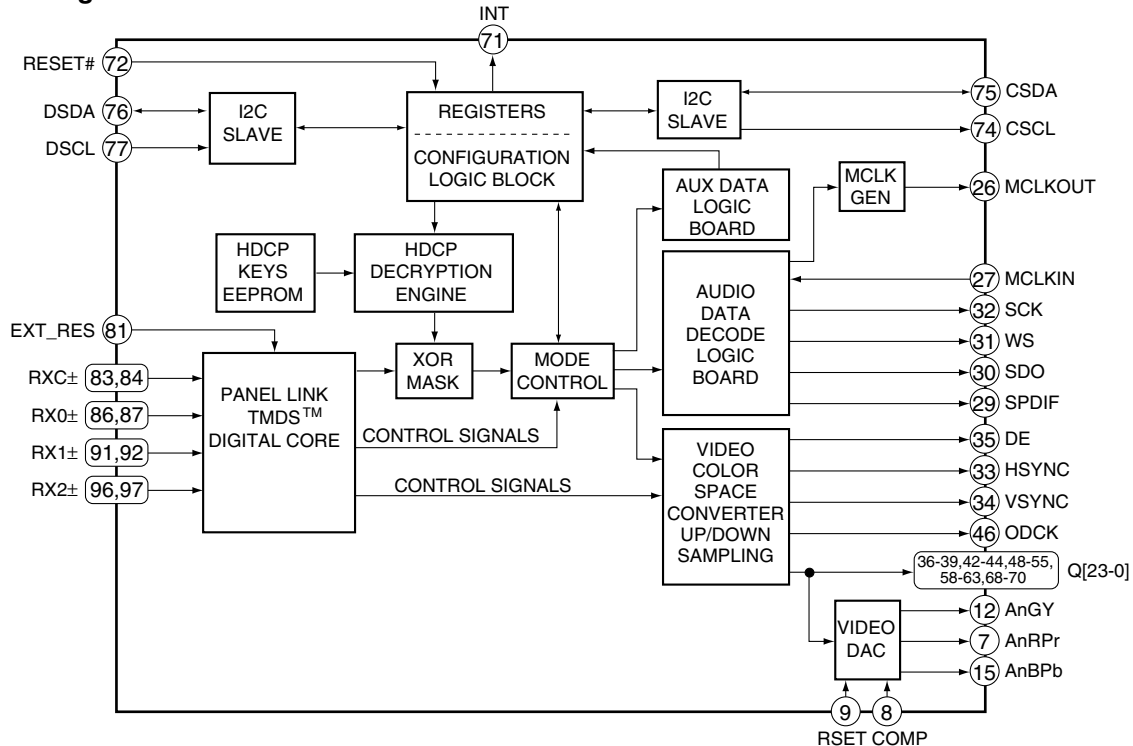 INT
71
RESET# 72
DSDA 76
DSCL 77
I2C
SLAVE
REGISTERS
CONFIGURATION
LOGIC BLOCK
I2C
SLAVE
75 CSDA
74 CSCL
AUX DATA
LOGIC
BOARD
MCLK
GEN
26 MCLKOUT
HDCP
KEYS
EEPROM
HDCP
DECRYPTION
ENGINE
AUDIO
DATA
DECODE
LOGIC
BOARD
27 MCLKIN
32 SCK
31 WS
30 SDO
29 SPDIF
EXT_RES 81
RXC± 83,84
RX0± 86,87
RX1± 91,92
RX2± 96,97
PANEL LINK
TMDS™
DIGITAL CORE
XOR
MASK
MODE
CONTROL
CONTROL SIGNALS
CONTROL SIGNALS
VIDEO
COLOR
SPACE
CONVERTER
UP/DOWN
SAMPLING
35 DE
33 HSYNC
34 VSYNC
46 ODCK
36-39,42-44,48-55,
58-63,68-70
Q[23-0]
VIDEO
DAC
12 AnGY
7 AnRPr
15 AnBPb
9 8
RSET COMP